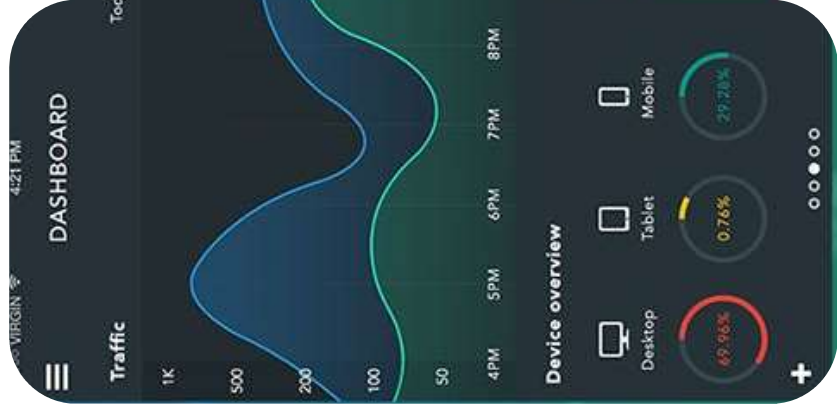 VIRGIN 4:21 PM
DASHBOARD
Traffic
1K
500
200
100
50
4PM 5PM 6PM 7PM 8PM
Device overview
Desktop Tablet Mobile
69.96% 0.76% 29.28%